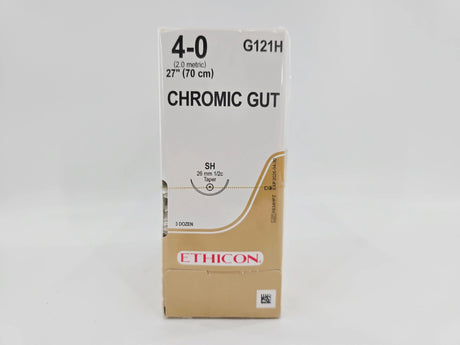 4-0
G121H
(2.0 metric)
27" (70 cm)
CHROMIC GUT
SH
26 mm 1/2c
Taper
3 DOZEN
ETHICON